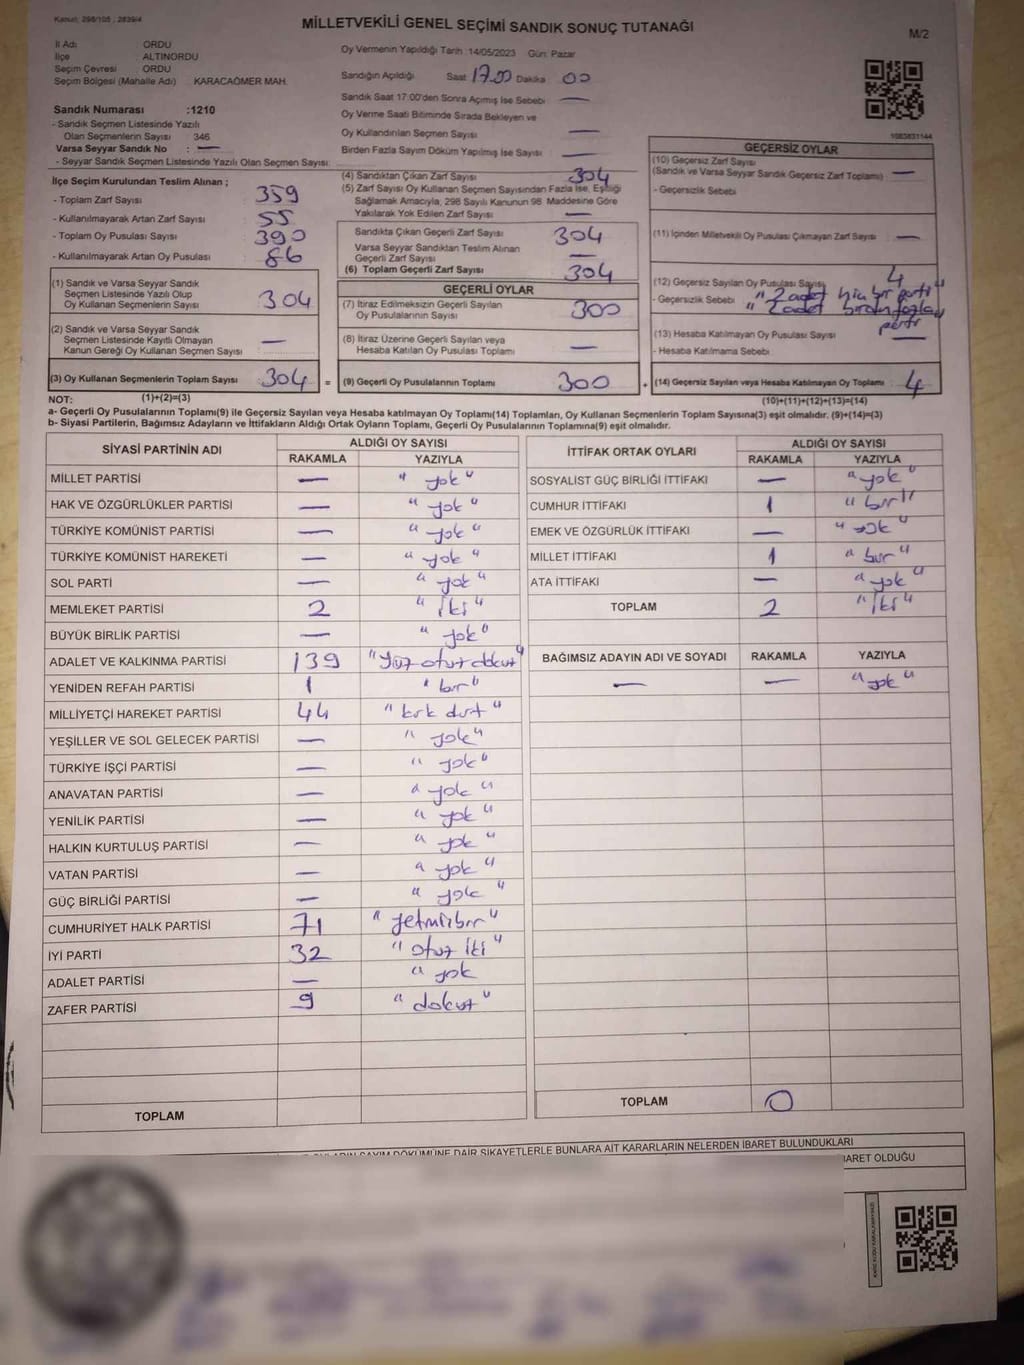 Kanun: 298/105 , 2839/4
MİLLETVEKİLİ GENEL SEÇİMİ SANDIK SONUÇ TUTANAĞI
M/2
İl Adı ORDU
İlçe ALTINORDU
Seçim Çevresi ORDU
Seçim Bölgesi (Mahalle Adı) KARACAÖMER MAH.
Oy Vermenin Yapıldığı Tarih :14/05/2023 Gün: Pazar
Sandığın Açıldığı Saat 17.00 Dakika 00
Sandık Saat 17:00'den Sonra Açımış İse Sebebi —
Oy Verme Saati Bitiminde Sırada Bekleyen ve
Oy Kullandırılan Seçmen Sayısı —
Birden Fazla Sayım Döküm Yapılmış İse Sayısı —
Sandık Numarası :1210
- Sandık Seçmen Listesinde Yazılı
Olan Seçmenlerin Sayısı : 346
Varsa Seyyar Sandık No : —
- Seyyar Sandık Seçmen Listesinde Yazılı Olan Seçmen Sayısı:
1083831144
İlçe Seçim Kurulundan Teslim Alınan ;
- Toplam Zarf Sayısı 359
- Kullanılmayarak Artan Zarf Sayısı 55
- Toplam Oy Pusulası Sayısı 390
- Kullanılmayarak Artan Oy Pusulası 86
(1) Sandık ve Varsa Seyyar Sandık
Seçmen Listesinde Yazılı Olup
Oy Kullanan Seçmenlerin Sayısı 304
(2) Sandık ve Varsa Seyyar Sandık
Seçmen Listesinde Kayıtlı Olmayan
Kanun Gereği Oy Kullanan Seçmen Sayısı —
(3) Oy Kullanan Seçmenlerin Toplam Sayısı 304 =
(1)+(2)=(3)
(4) Sandıktan Çıkan Zarf Sayısı 304
(5) Zarf Sayısı Oy Kullanan Seçmen Sayısından Fazla İse, Eşitliği
Sağlamak Amacıyla, 298 Sayılı Kanunun 98. Maddesine Göre
Yakılarak Yok Edilen Zarf Sayısı —
Sandıkta Çıkan Geçerli Zarf Sayısı 304
Varsa Seyyar Sandıktan Teslim Alınan
Geçerli Zarf Sayısı —
(6) Toplam Geçerli Zarf Sayısı 304
GEÇERLİ OYLAR
(7) İtiraz Edilmeksizin Geçerli Sayılan
Oy Pusulalarının Sayısı 300
(8) İtiraz Üzerine Geçerli Sayılan veya
Hesaba Katılan Oy Pusulası Toplamı —
(9) Geçerli Oy Pusulalarının Toplamı 300 +
GEÇERSİZ OYLAR
(10) Geçersiz Zarf Sayısı
(Sandık ve Varsa Seyyar Sandık Geçersiz Zarf Toplamı) —
- Geçersizlik Sebebi
(11) İçinden Milletvekili Oy Pusulası Çıkmayan Zarf Sayısı —
(12) Geçersiz Sayılan Oy Pusulası Sayısı 4
- Geçersizlik Sebebi "2 adet hiç bir parti"
"2 adet birden fazla"
parti
(13) Hesaba Katılmayan Oy Pusulası Sayısı —
- Hesaba Katılmama Sebebi
(14) Geçersiz Sayılan veya Hesaba Katılmayan Oy Toplamı 4
(10)+(11)+(12)+(13)=(14)
NOT:
a- Geçerli Oy Pusulalarının Toplamı(9) ile Geçersiz Sayılan veya Hesaba katılmayan Oy Toplamı(14) Toplamları, Oy Kullanan Seçmenlerin Toplam Sayısına(3) eşit olmalıdır. (9)+(14)=(3)
b- Siyasi Partilerin, Bağımsız Adayların ve İttifakların Aldığı Ortak Oyların Toplamı, Geçerli Oy Pusulalarının Toplamına(9) eşit olmalıdır.
SİYASİ PARTİNİN ADI ALDIĞI OY SAYISI
RAKAMLA YAZIYLA
MİLLET PARTİSİ — "yok"
HAK VE ÖZGÜRLÜKLER PARTİSİ — "yok"
TÜRKİYE KOMÜNİST PARTİSİ — "yok"
TÜRKİYE KOMÜNİST HAREKETİ — "yok"
SOL PARTİ — "yok"
MEMLEKET PARTİSİ 2 "iki"
BÜYÜK BİRLİK PARTİSİ — "yok"
ADALET VE KALKINMA PARTİSİ 139 "Yüz otuz dokuz"
YENİDEN REFAH PARTİSİ 1 "bir"
MİLLİYETÇİ HAREKET PARTİSİ 44 "kırk dört"
YEŞİLLER VE SOL GELECEK PARTİSİ — "yok"
TÜRKİYE İŞÇİ PARTİSİ — "yok"
ANAVATAN PARTİSİ — "yok"
YENİLİK PARTİSİ — "yok"
HALKIN KURTULUŞ PARTİSİ — "yok"
VATAN PARTİSİ — "yok"
GÜÇ BİRLİĞİ PARTİSİ — "yok"
CUMHURİYET HALK PARTİSİ 71 "Yetmişbir"
İYİ PARTİ 32 "otuz iki"
ADALET PARTİSİ — "yok
ZAFER PARTİSİ 9 "dokuz"
TOPLAM
İTTİFAK ORTAK OYLARI ALDIĞI OY SAYISI
RAKAMLA YAZIYLA
SOSYALİST GÜÇ BİRLİĞİ İTTİFAKI — "yok"
CUMHUR İTTİFAKI 1 "bir"
EMEK VE ÖZGÜRLÜK İTTİFAKI — "yok"
MİLLET İTTİFAKI 1 "bir"
ATA İTTİFAKI — "yok"
TOPLAM 2 "iki"
BAĞIMSIZ ADAYIN ADI VE SOYADI RAKAMLA YAZIYLA
— — "yok"
TOPLAM 0
DÖKÜMÜNE DAİR ŞİKAYETLERLE BUNLARA AİT KARARLARIN NELERDEN İBARET BULUNDUKLARI
İBARET OLDUĞU